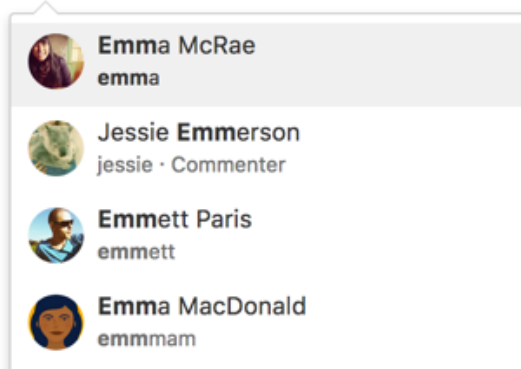 Emma McRae
emma
Jessie Emmerson
jessie · Commenter
Emmett Paris
emmett
Emma MacDonald
emmmam